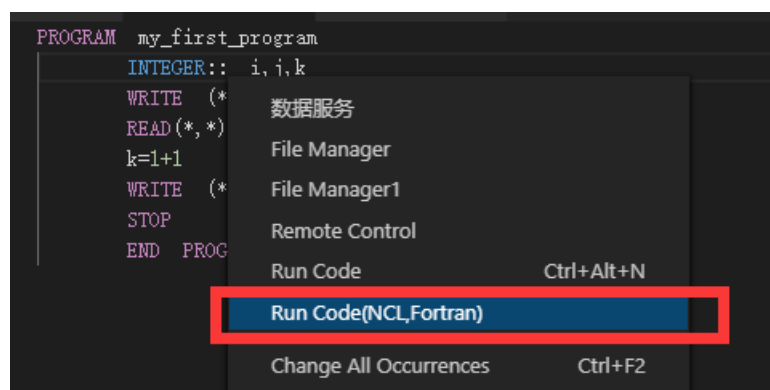 PROGRAM my_first_program
INTEGER:: i,j,k
WRITE (*
READ(*,*)
k=1+1
WRITE (*
STOP
END PROG
数据服务
File Manager
File Manager1
Remote Control
Run Code Ctrl+Alt+N
Run Code(NCL,Fortran)
Change All Occurrences Ctrl+F2